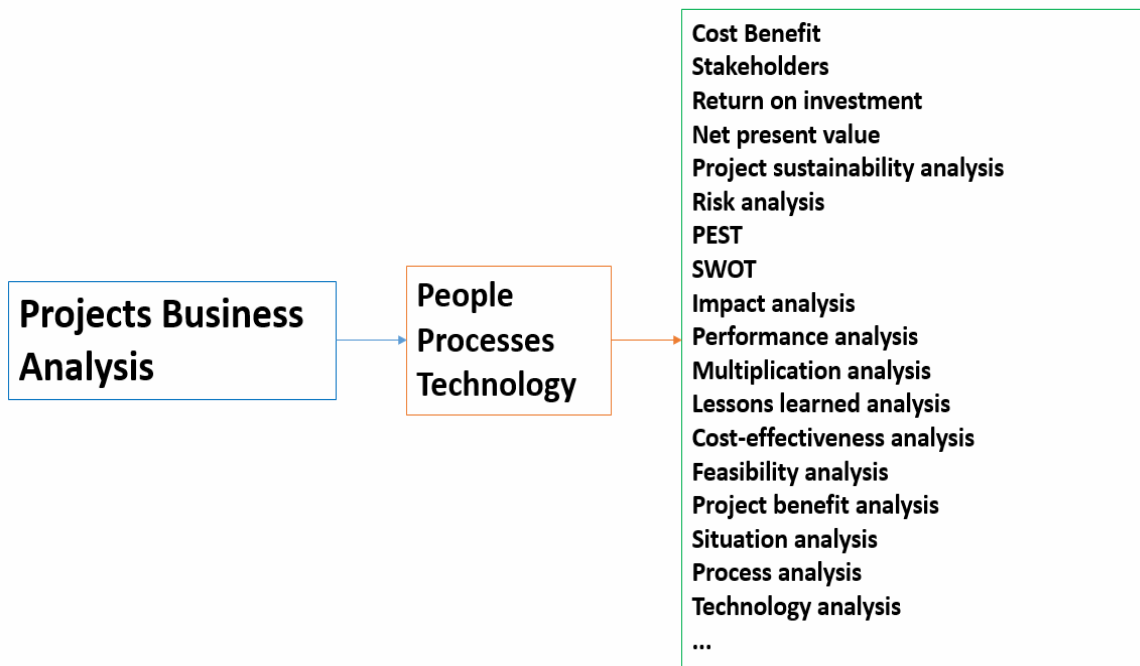 Projects Business
Analysis
People
Processes
Technology
Cost Benefit
Stakeholders
Return on investment
Net present value
Project sustainability analysis
Risk analysis
PEST
SWOT
Impact analysis
Performance analysis
Multiplication analysis
Lessons learned analysis
Cost-effectiveness analysis
Feasibility analysis
Project benefit analysis
Situation analysis
Process analysis
Technology analysis
...